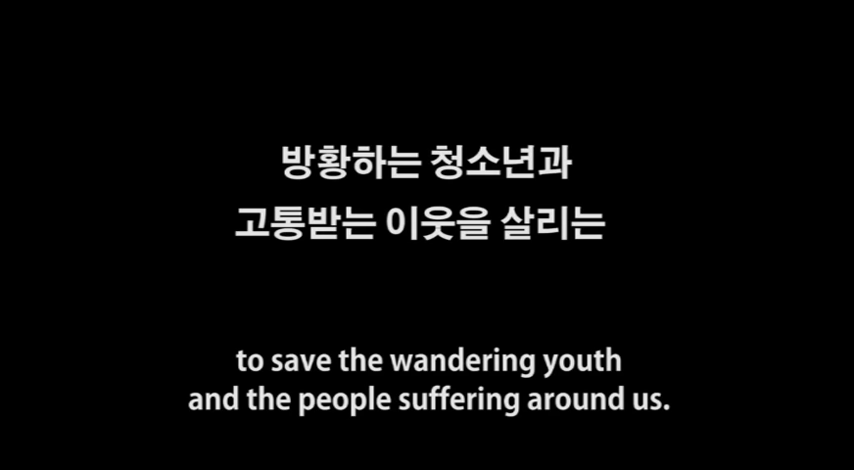 방황하는 청소년과
고통받는 이웃을 살리는
to save the wandering youth
and the people suffering around us.